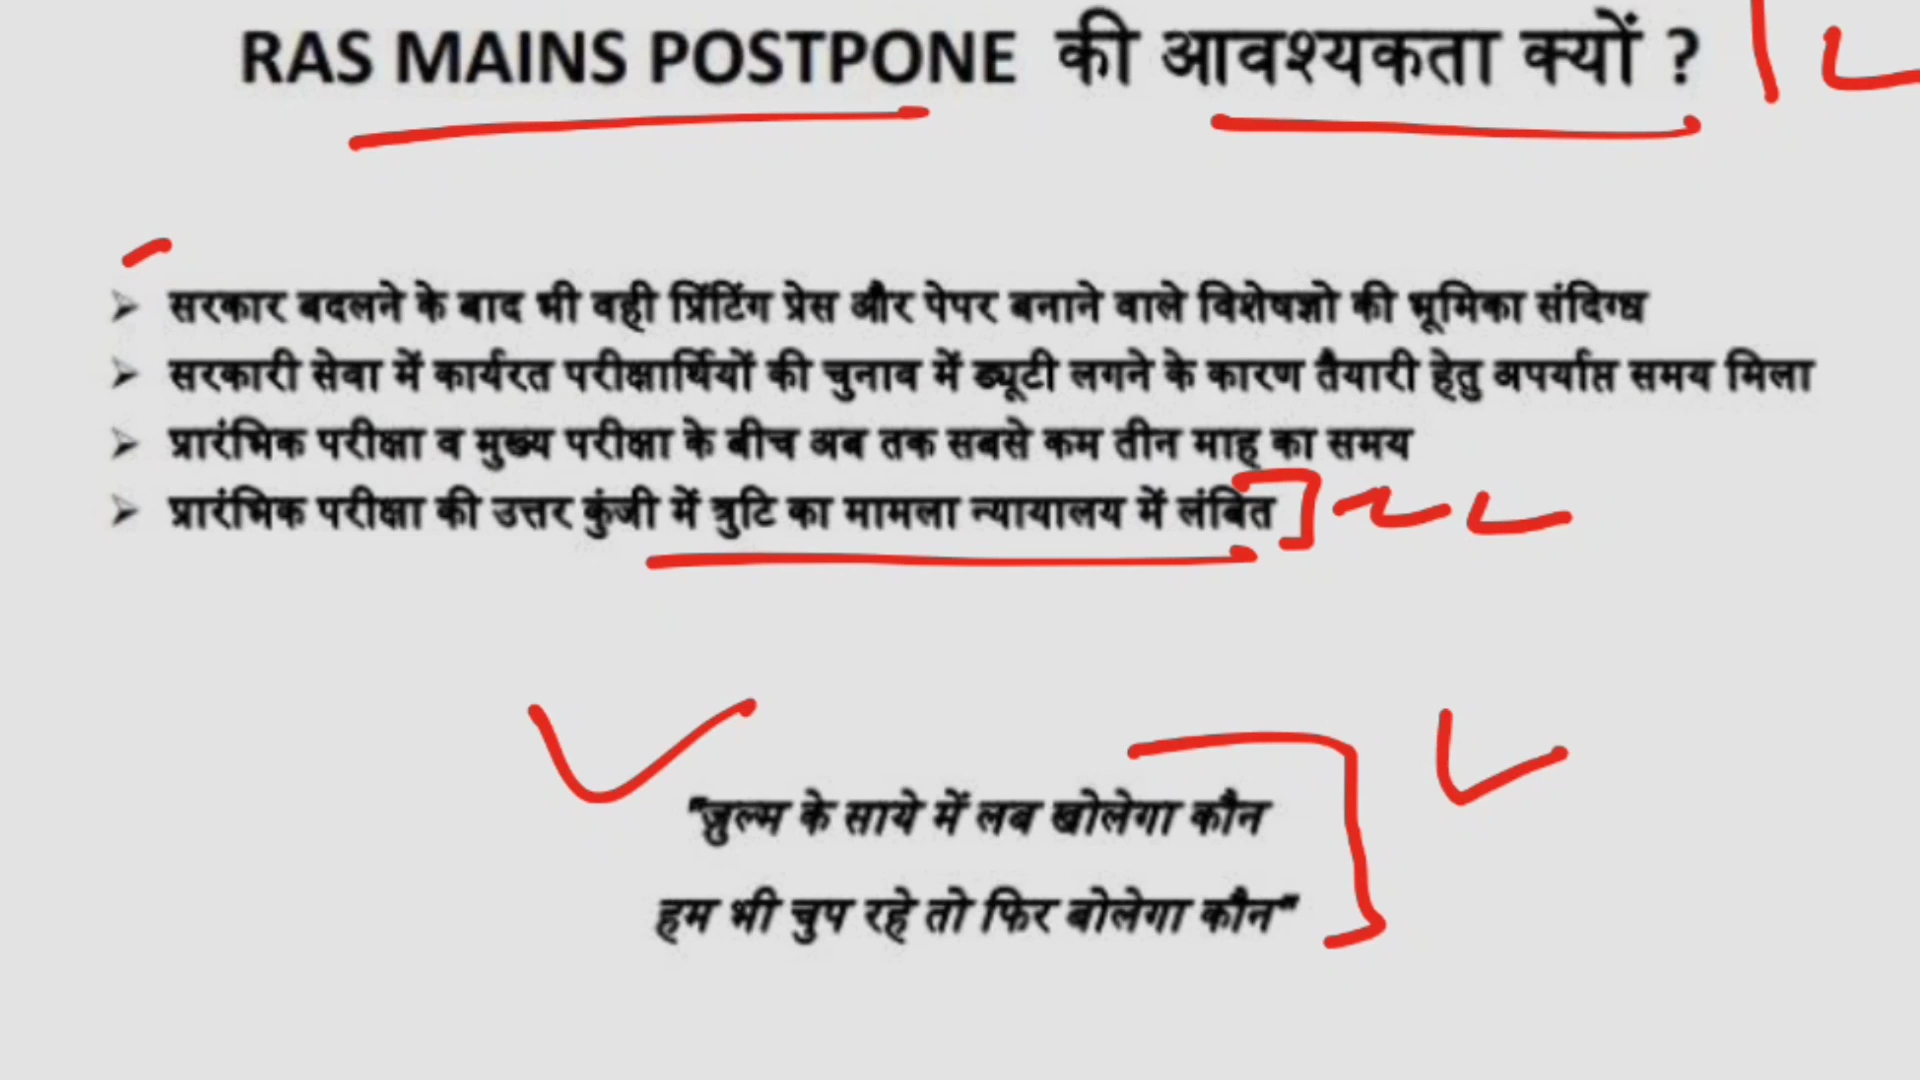 RAS MAINS POSTPONE की आवश्यकता क्यों ?
➢ सरकार बदलने के बाद भी वही प्रिंटिंग प्रेस और पेपर बनाने वाले विशेषज्ञो की भूमिका संदिग्ध
➢ सरकारी सेवा में कार्यरत परीक्षार्थियों की चुनाव में ड्यूटी लगने के कारण तैयारी हेतु अपर्याप्त समय मिला
➢ प्रारंभिक परीक्षा व मुख्य परीक्षा के बीच अब तक सबसे कम तीन माह का समय
➢ प्रारंभिक परीक्षा की उत्तर कुंजी में त्रुटि का मामला न्यायालय में लंबित
"ज़ुल्म के साये में लब खोलेगा कौन
हम भी चुप रहे तो फिर बोलेगा कौन"